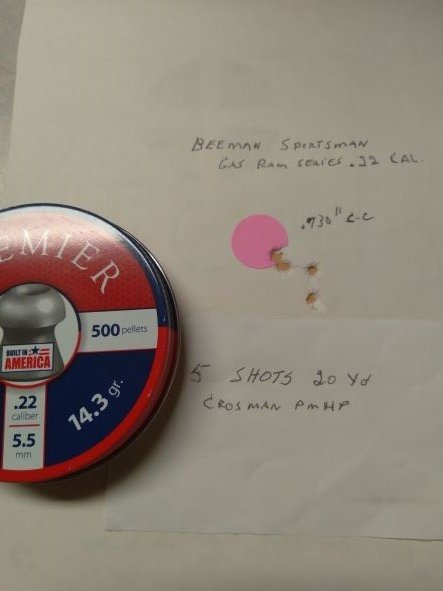 BEEMAN SPORTSMAN
GAS RAM SERIES .22 CAL.
.730" C-C
EMIER
500 pellets
BUILT IN
AMERICA
.22
caliber
14.3 gr.
5.5
mm
5 SHOTS 20 Yd
CROSMAN PMHP